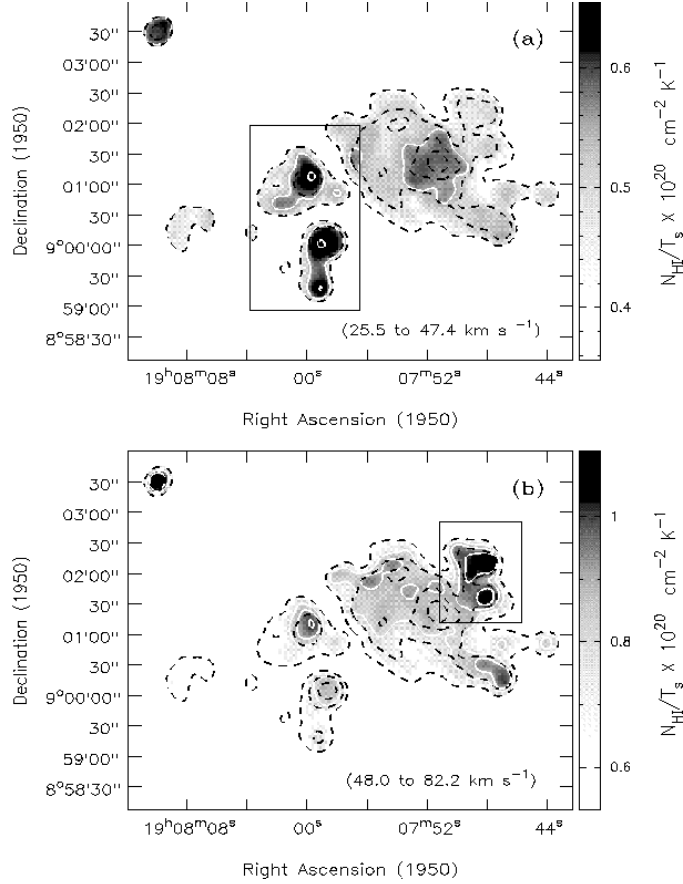 (a)
30"
03'00"
30"
02'00"
30"
01'00"
30"
9°00'00"
30"
59'00"
8°58'30"
Declination (1950)
(25.5 to 47.4 km s ⁻¹)
19ʰ08ᵐ08ˢ
00ˢ
07ᵐ52ˢ
44ˢ
Right Ascension (1950)
0.6
0.5
0.4
N_HI/T_s x 10²⁰ cm⁻² K⁻¹
(b)
30"
03'00"
30"
02'00"
30"
01'00"
30"
9°00'00"
30"
59'00"
8°58'30"
Declination (1950)
(48.0 to 82.2 km s⁻¹)
19ʰ08ᵐ08ˢ
00ˢ
07ᵐ52ˢ
44ˢ
Right Ascension (1950)
1
0.8
0.6
N_HI/T_s x 10²⁰ cm⁻² K⁻¹